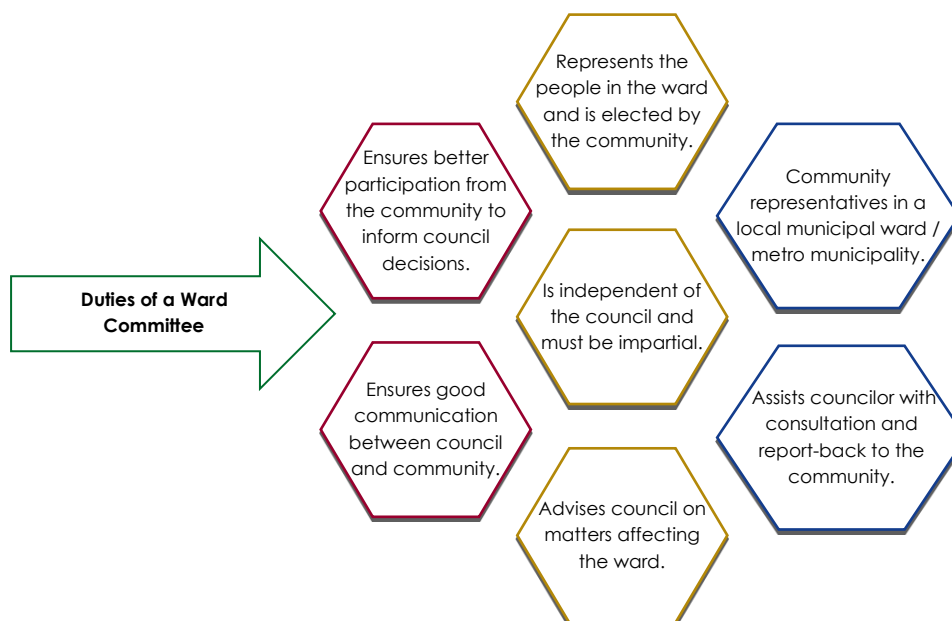 Duties of a Ward
Committee
Ensures better
participation from
the community to
inform council
decisions.
Ensures good
communication
between council
and community.
Represents the
people in the ward
and is elected by
the community.
Is independent of
the council and
must be impartial.
Advises council on
matters affecting
the ward.
Community
representatives in a
local municipal ward /
metro municipality.
Assists councilor with
consultation and
report-back to the
community.